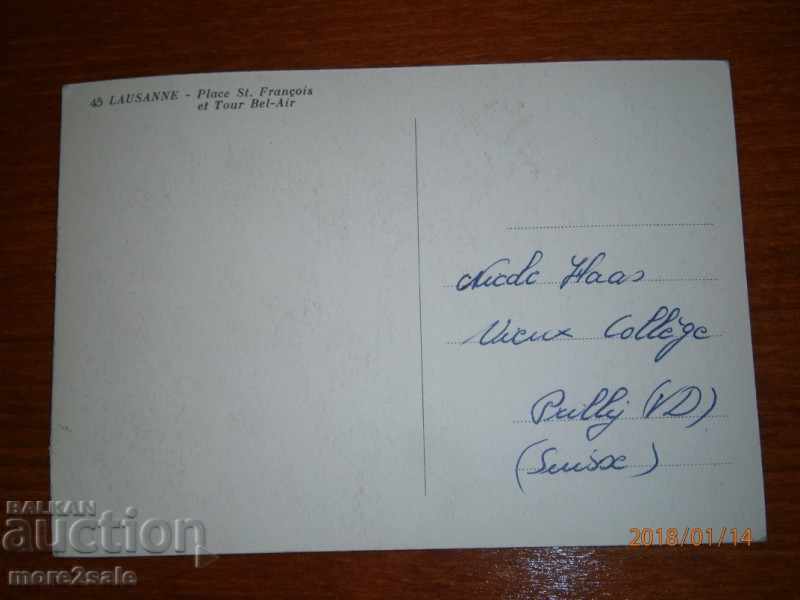 45 LAUSANNE - Place St. François
et Tour Bel-Air
Nicole Haas
Vieux Collège
Prilly (VD)
(Suisse)
BALKAN
auction
more2sale
2018/01/14